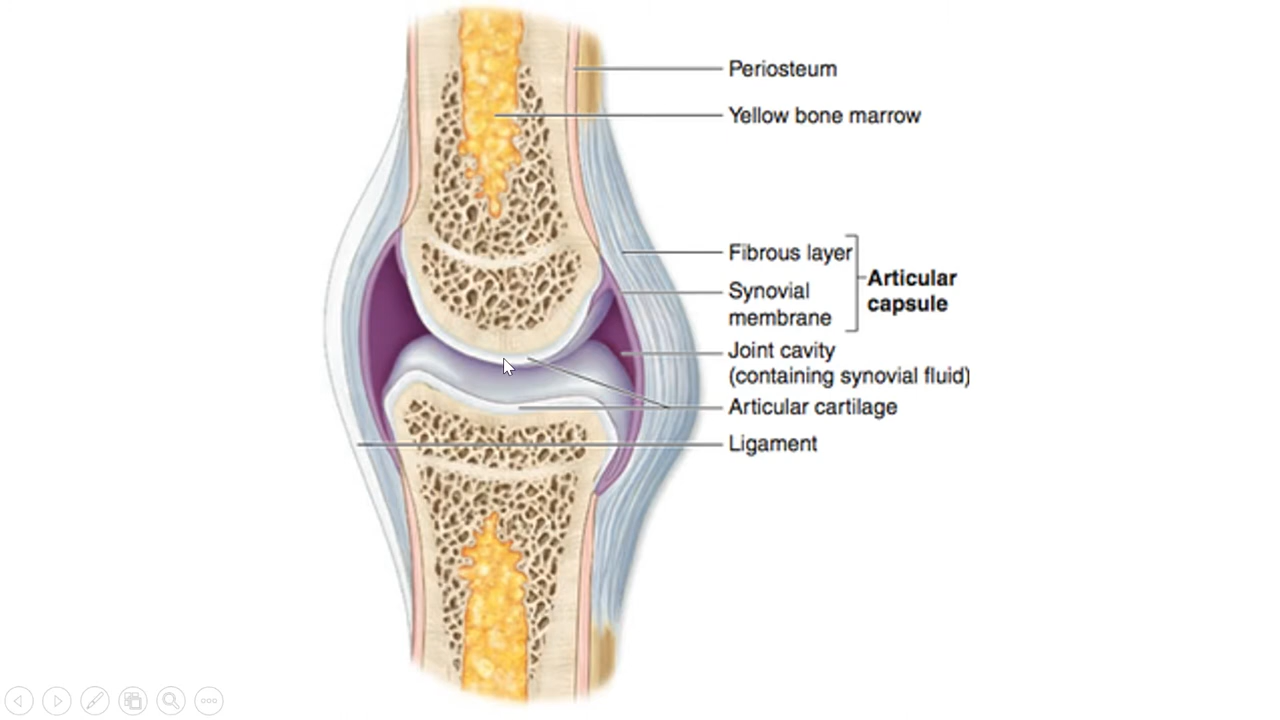 Periosteum
Yellow bone marrow
Fibrous layer
Articular
capsule
Synovial
membrane
Joint cavity
(containing synovial fluid)
Articular cartilage
Ligament